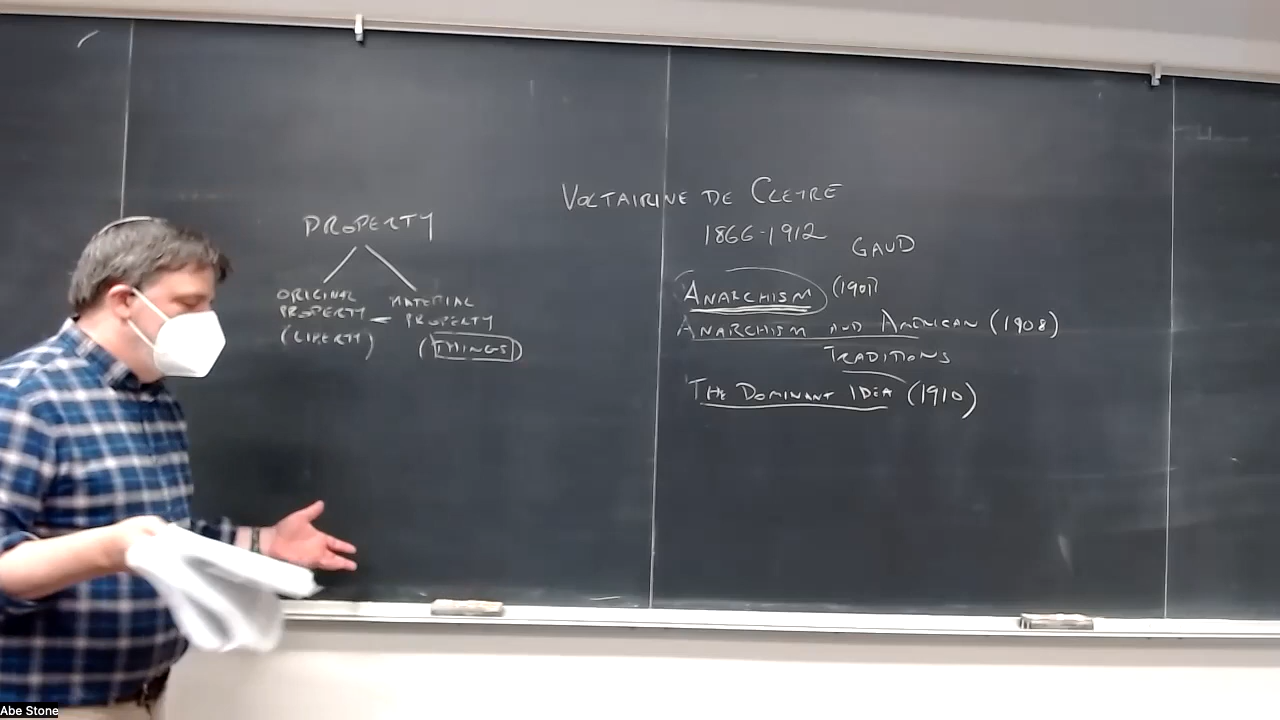 PROPERTY
ORIGINAL PROPERTY (LIBERTY)
MATERIAL PROPERTY (THINGS)
VOLTAIRINE DE CLEYRE
1866-1912
GAUD
ANARCHISM (1901)
ANARCHISM AND AMERICAN (1908)
TRADITIONS
THE DOMINANT IDEA (1910)
Abe Stone